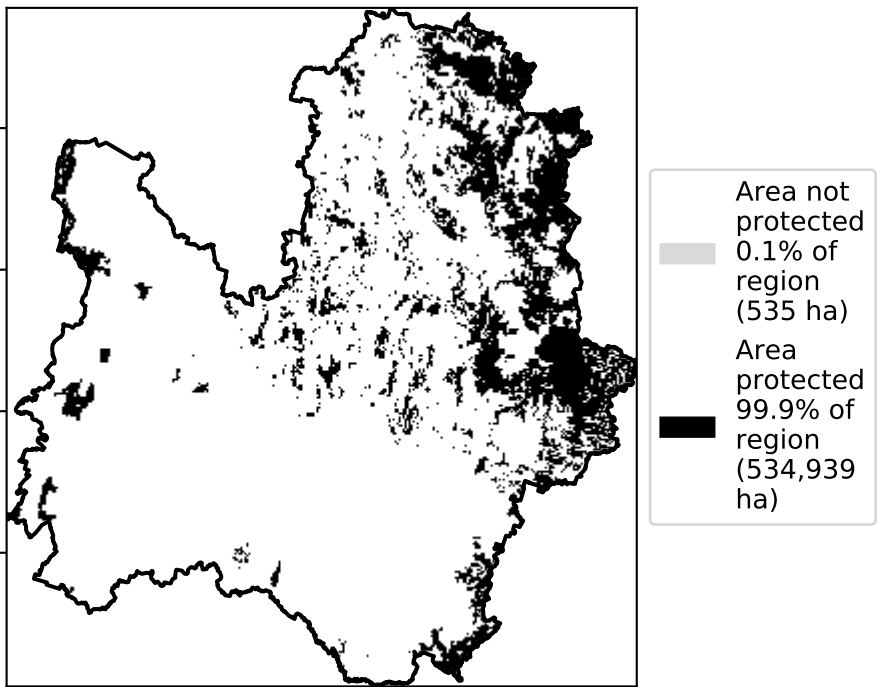 Area not
protected
0.1% of
region
(535 ha)
Area
protected
99.9% of
region
(534,939
ha)